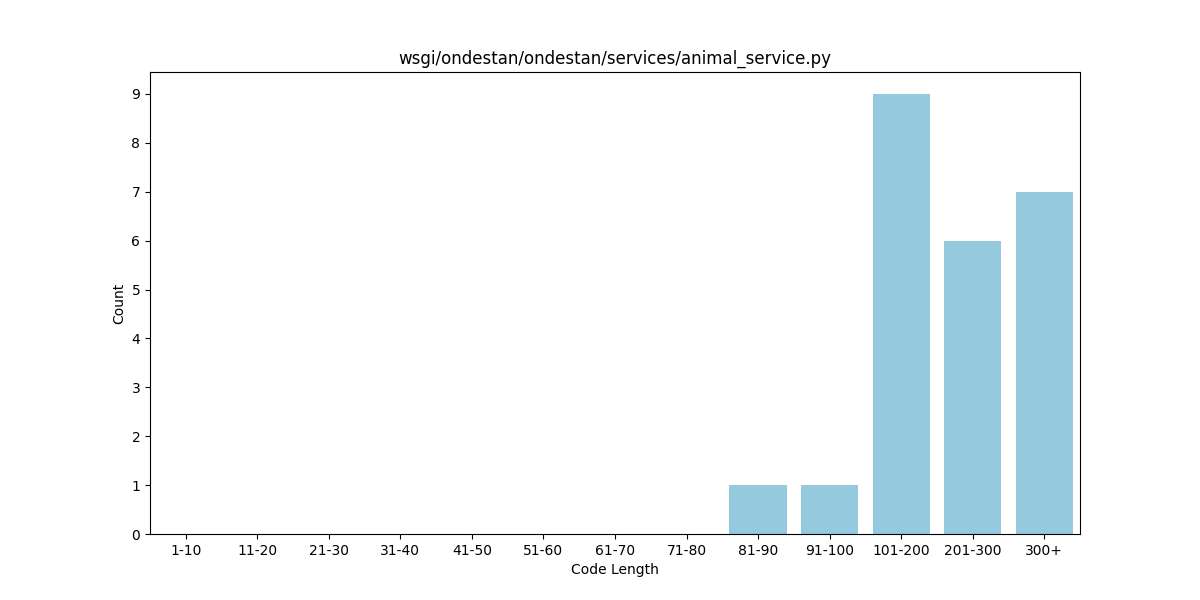 wsgi/ondestan/ondestan/services/animal_service.py
9
8
7
6
5
4
3
2
1
0
Count
1-10 11-20 21-30 31-40 41-50 51-60 61-70 71-80 81-90 91-100 101-200 201-300 300+
Code Length